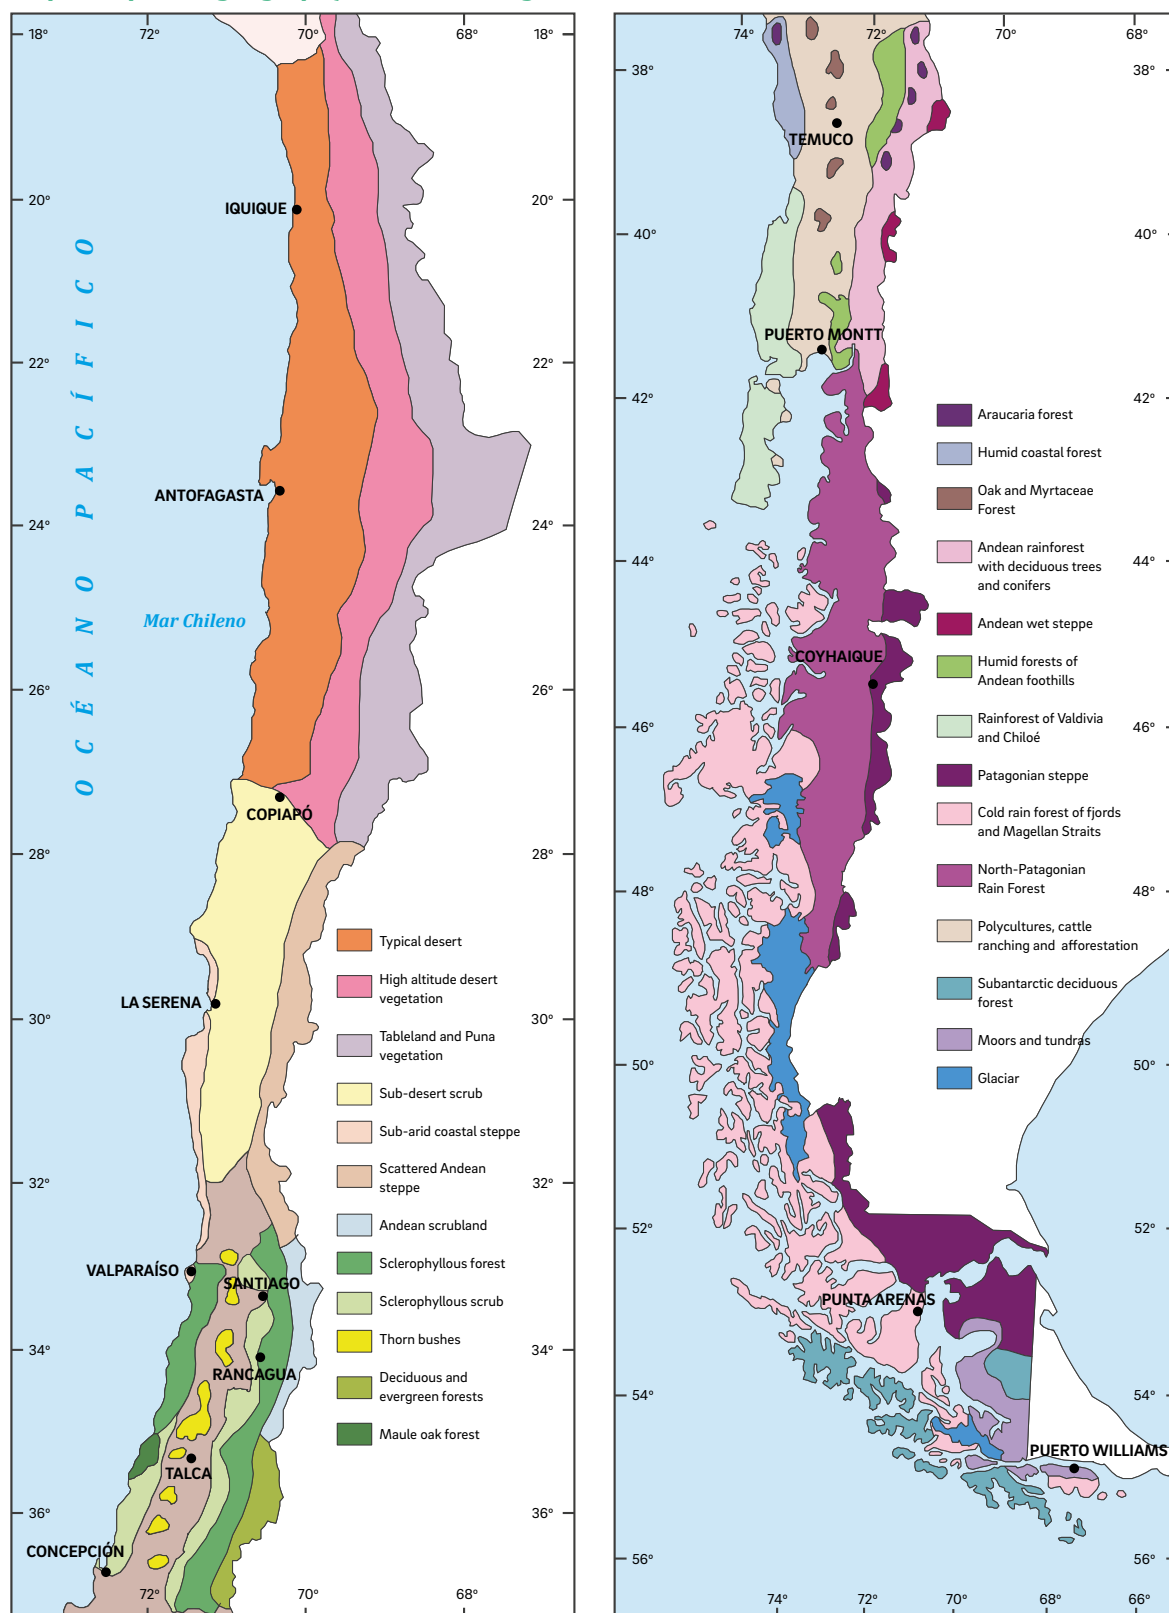 72°
70°
68°
18°
18°
20°
20°
22°
22°
24°
24°
26°
26°
28°
28°
30°
30°
32°
32°
34°
34°
36°
36°
72°
70°
68°
OCÉANO PACÍFICO
Mar Chileno
IQUIQUE
ANTOFAGASTA
COPIAPÓ
LA SERENA
VALPARAÍSO
SANTIAGO
RANCAGUA
TALCA
CONCEPCIÓN
Typical desert
High altitude desert
vegetation
Tableland and Puna
vegetation
Sub-desert scrub
Sub-arid coastal steppe
Scattered Andean
steppe
Andean scrubland
Sclerophyllous forest
Sclerophyllous scrub
Thorn bushes
Deciduous and
evergreen forests
Maule oak forest
74°
72°
70°
68°
38°
38°
40°
40°
42°
42°
44°
44°
46°
46°
48°
48°
50°
50°
52°
52°
54°
54°
56°
56°
74°
72°
70°
68°
66°
TEMUCO
PUERTO MONTT
COYHAIQUE
PUNTA ARENAS
PUERTO WILLIAMS
Araucaria forest
Humid coastal forest
Oak and Myrtaceae
Forest
Andean rainforest
with deciduous trees
and conifers
Andean wet steppe
Humid forests of
Andean foothills
Rainforest of Valdivia
and Chiloé
Patagonian steppe
Cold rain forest of fjords
and Magellan Straits
North-Patagonian
Rain Forest
Polycultures, cattle
ranching and afforestation
Subantarctic deciduous
forest
Moors and tundras
Glaciar